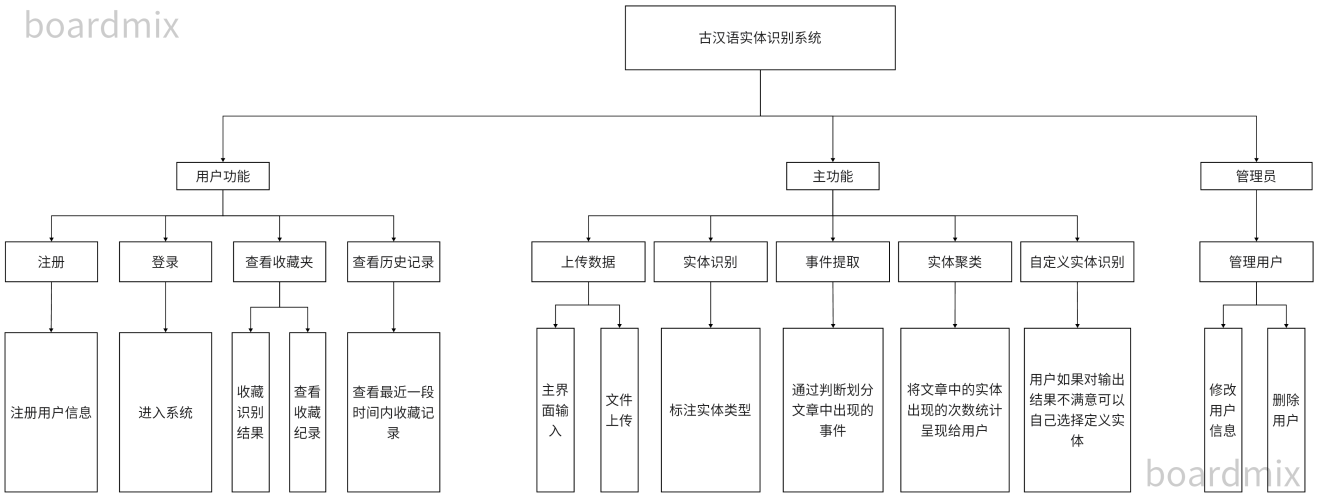 boardmix
古汉语实体识别系统
用户功能
主功能
管理员
注册
登录
查看收藏夹
查看历史记录
上传数据
实体识别
事件提取
实体聚类
自定义实体识别
管理用户
注册用户信息
进入系统
收藏
识别
结果
查看
收藏
纪录
查看最近一段
时间内收藏记
录
主界
面输
入
文件
上传
标注实体类型
通过判断划分
文章中出现的
事件
将文章中的实体
出现的次数统计
呈现给用户
用户如果对输出
结果不满意可以
自己选择定义实
体
修改
用户
信息
删除
用户
boardmix